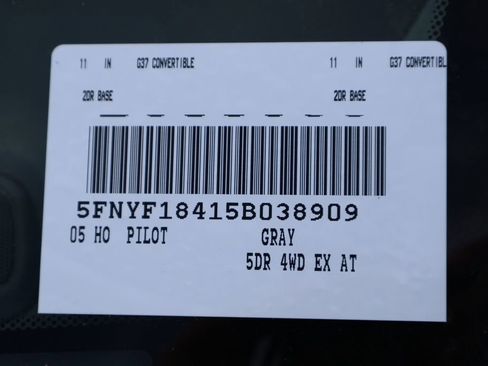 11 IN G37 CONVERTIBLE 11 IN G37 CONVERTIBL
2DR BASE 2DR BASE
5FNYF18415B038909
05 HO PILOT GRAY
5DR 4WD EX AT